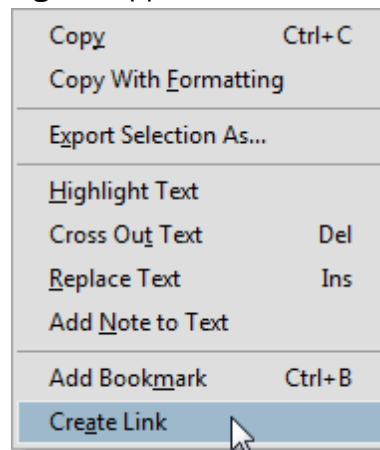 Copy Ctrl+C
Copy With Formatting
Export Selection As...
Highlight Text
Cross Out Text Del
Replace Text Ins
Add Note to Text
Add Bookmark Ctrl+B
Create Link